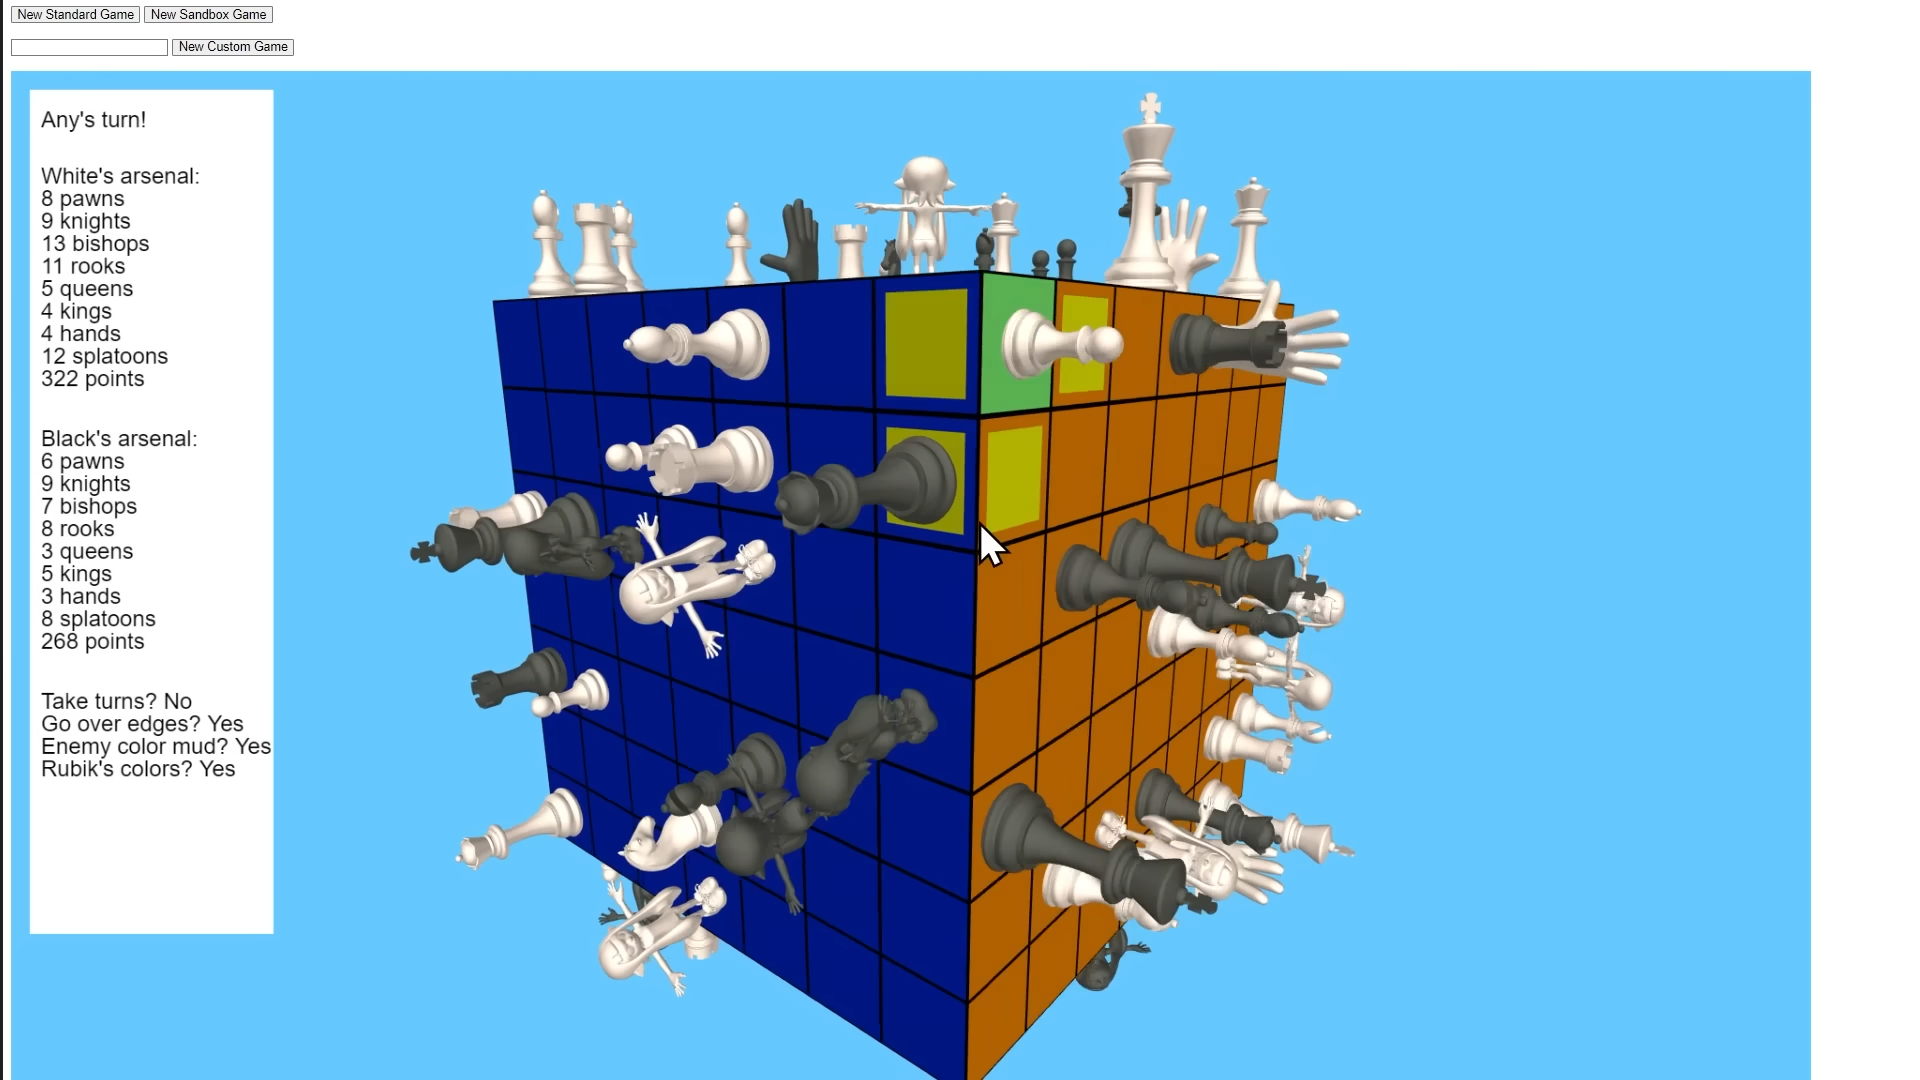 New Standard Game New Sandbox Game
New Custom Game
Any's turn!
White's arsenal:
8 pawns
9 knights
13 bishops
11 rooks
5 queens
4 kings
4 hands
12 splatoons
322 points
Black's arsenal:
6 pawns
9 knights
7 bishops
8 rooks
3 queens
5 kings
3 hands
8 splatoons
268 points
Take turns? No
Go over edges? Yes
Enemy color mud? Yes
Rubik's colors? Yes